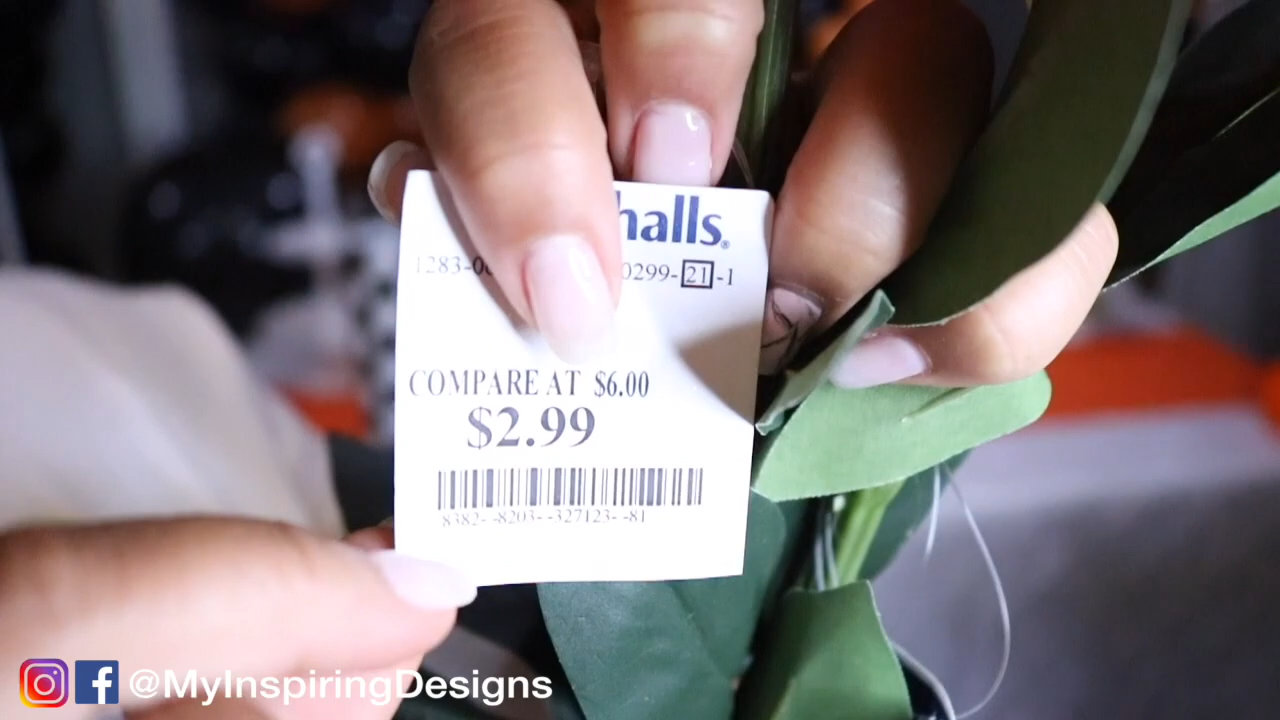 halls®
1283-0 0299-21-1
COMPARE AT $6.00
$2.99
8382- -8203- -327123- -81
@MyInspiringDesigns